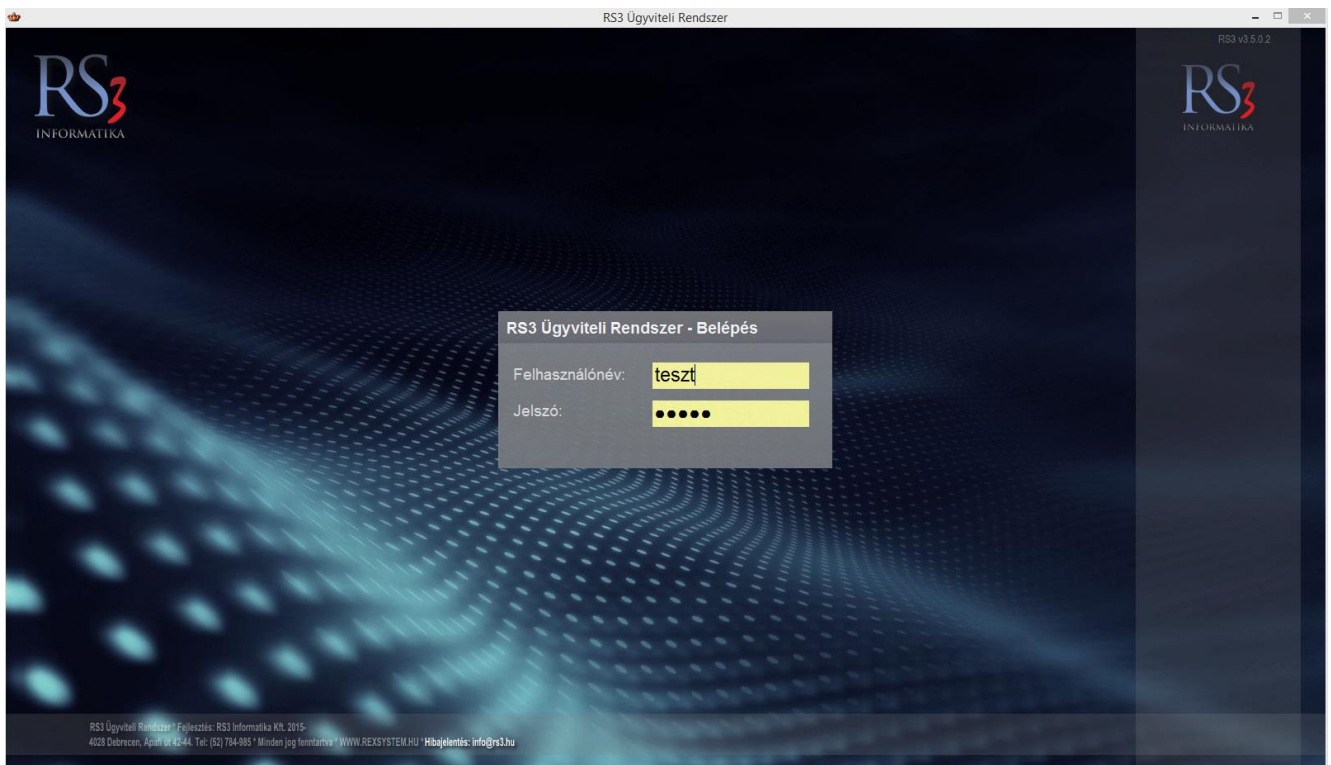 RS3 Ügyviteli Rendszer
RS3 v3.5.0.2
RS3
INFORMATIKA
RS3
INFORMATIKA
RS3 Ügyviteli Rendszer - Belépés
Felhasználónév: teszt
Jelszó: •••••
RS3 Ügyviteli Rendszer * Fejlesztés: RS3 Informatika Kft. 2015-
4028 Debrecen, Apafi út 42-44. Tel: (52) 784-985 * Minden jog fenntartva * WWW.REXSYSTEM.HU * Hibajelentés: info@rs3.hu